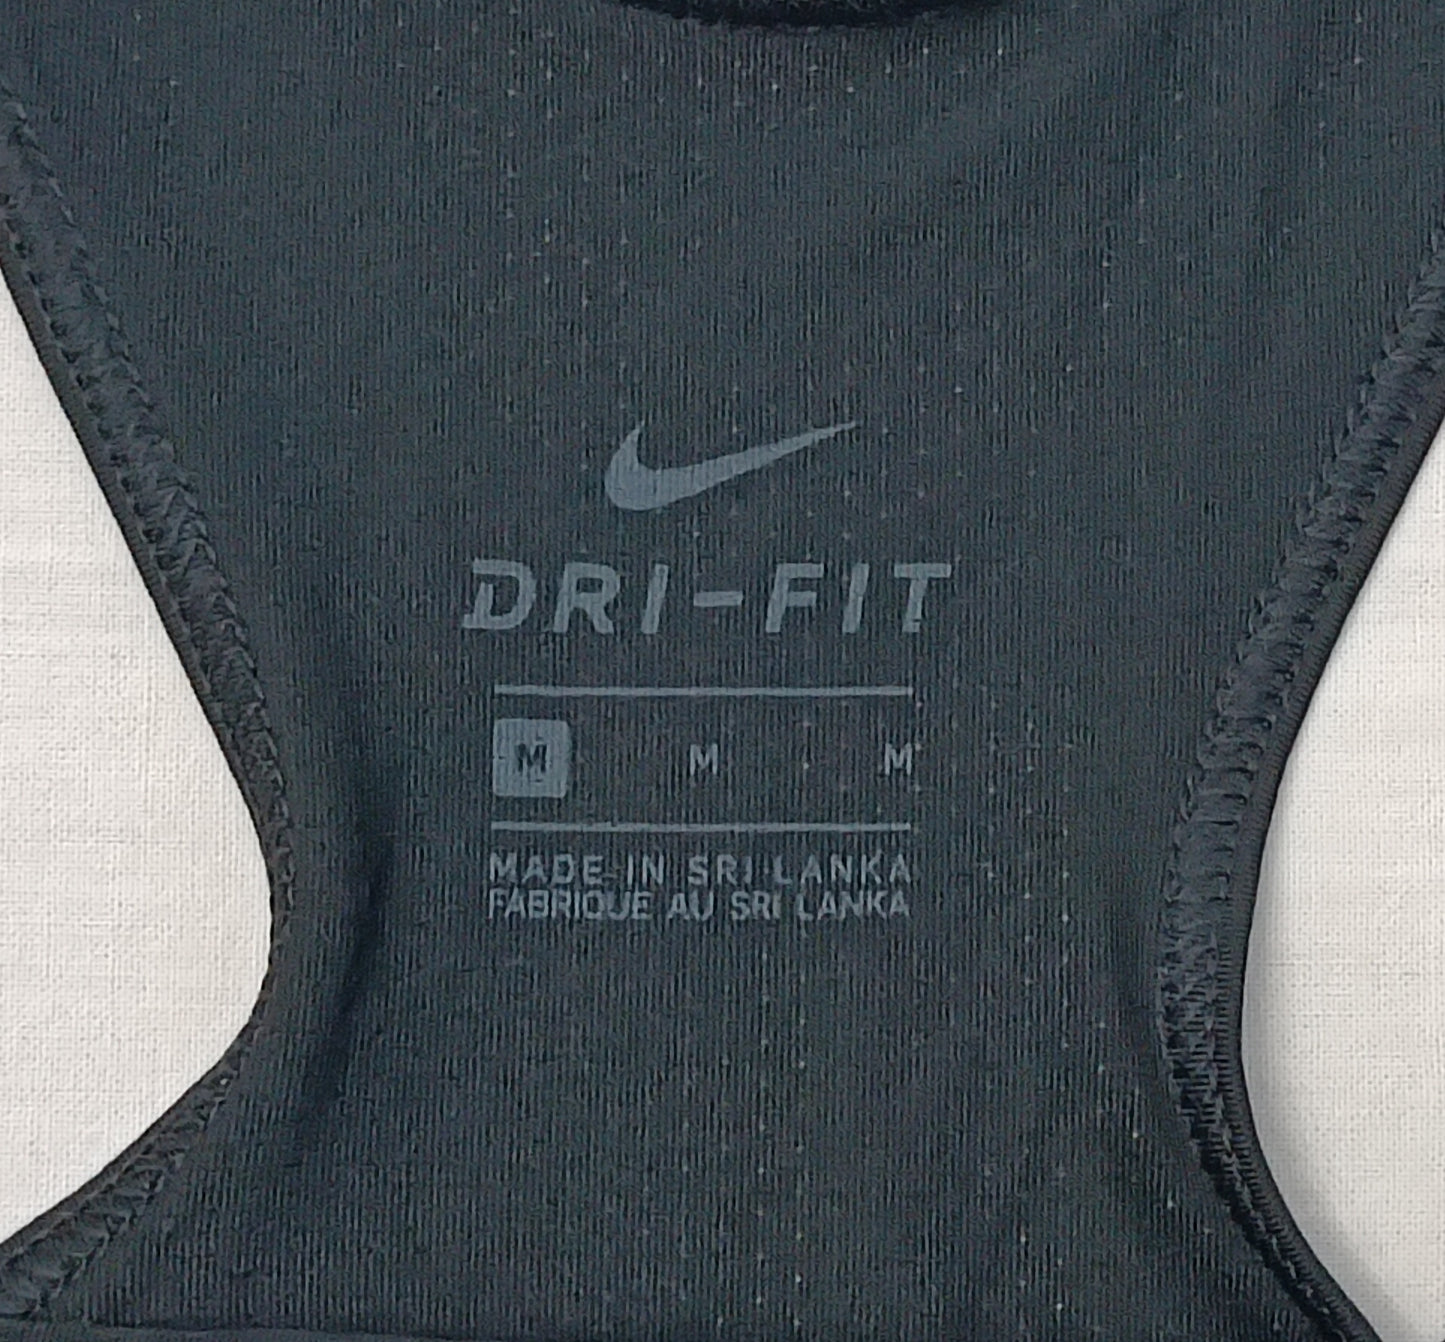 DRI-FIT
M M M
MADE IN SRI LANKA
FABRIQUE AU SRI LANKA